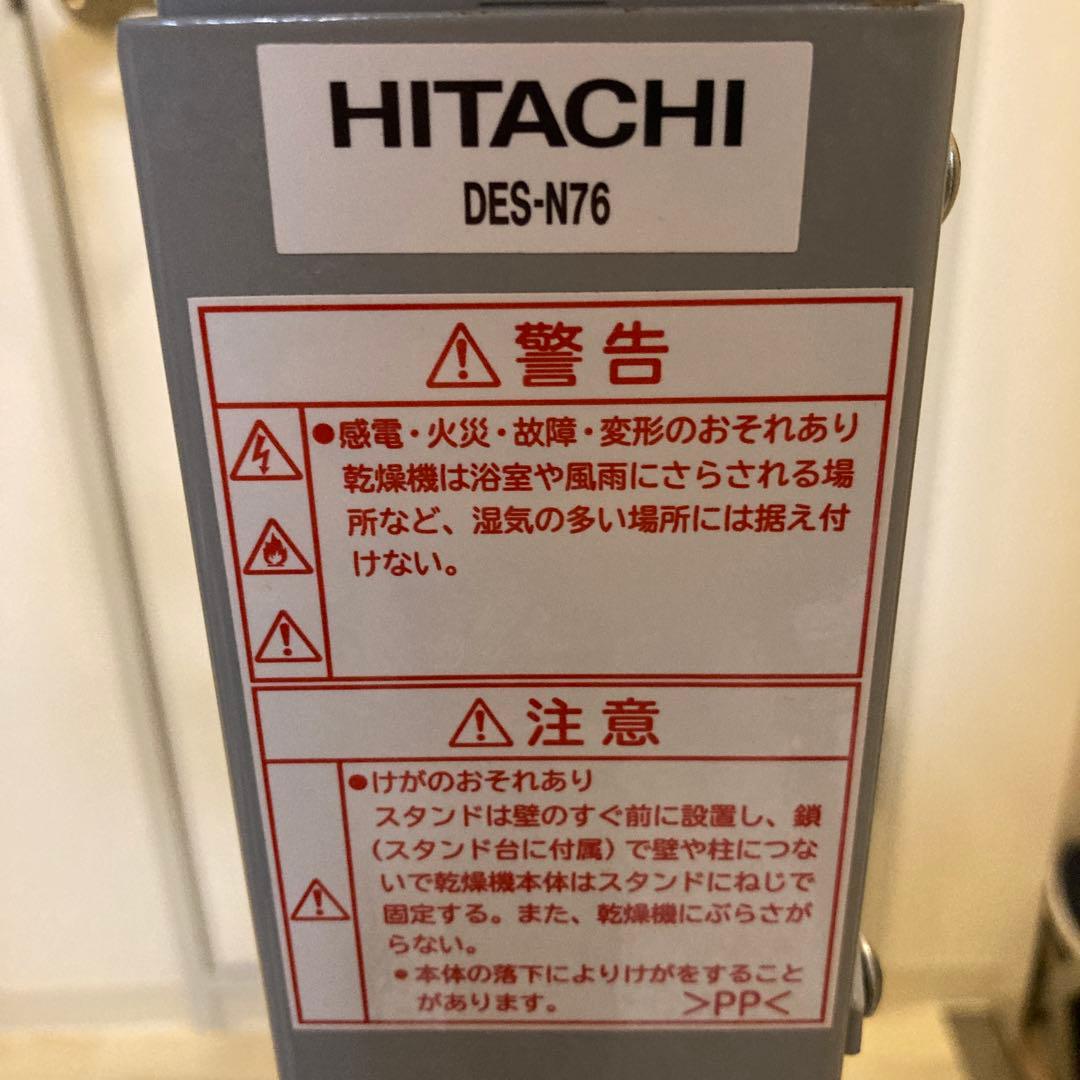 HITACHI
DES-N76
警告
●感電・火災・故障・変形のおそれあり
乾燥機は浴室や風雨にさらされる場
所など、湿気の多い場所には据え付
けない。
注意
●けがのおそれあり
スタンドは壁のすぐ前に設置し、鎖
(スタンド台に付属)で壁や柱につな
いで乾燥機本体はスタンドにねじで
固定する。また、乾燥機にぶらさが
らない。
●本体の落下によりけがをすること
があります。 >PP<